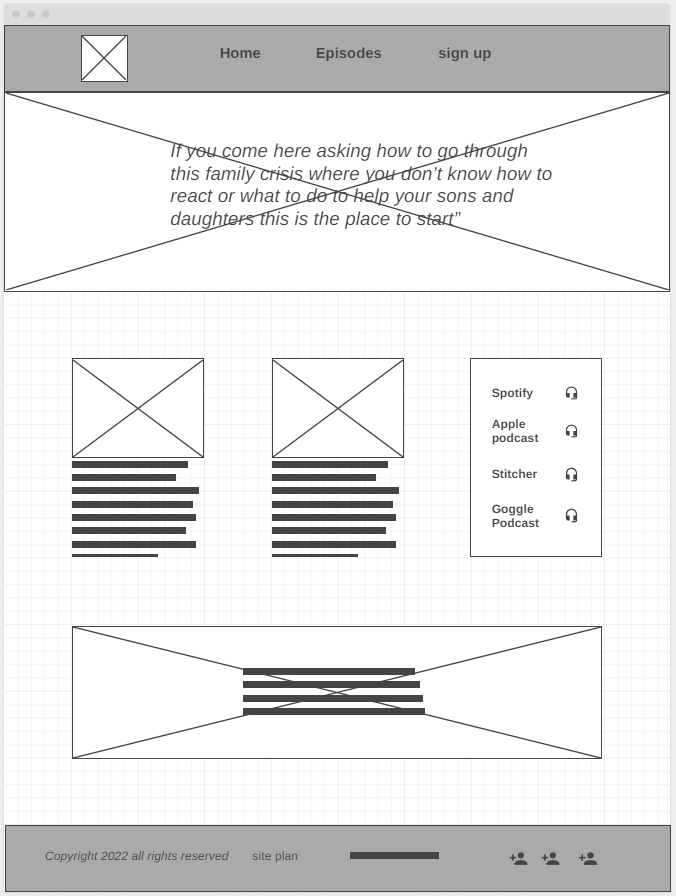 Home Episodes sign up
If you come here asking how to go through
this family crisis where you don’t know how to
react or what to do to help your sons and
daughters this is the place to start”
Spotify
Apple
podcast
Stitcher
Goggle
Podcast
Copyright 2022 all rights reserved site plan